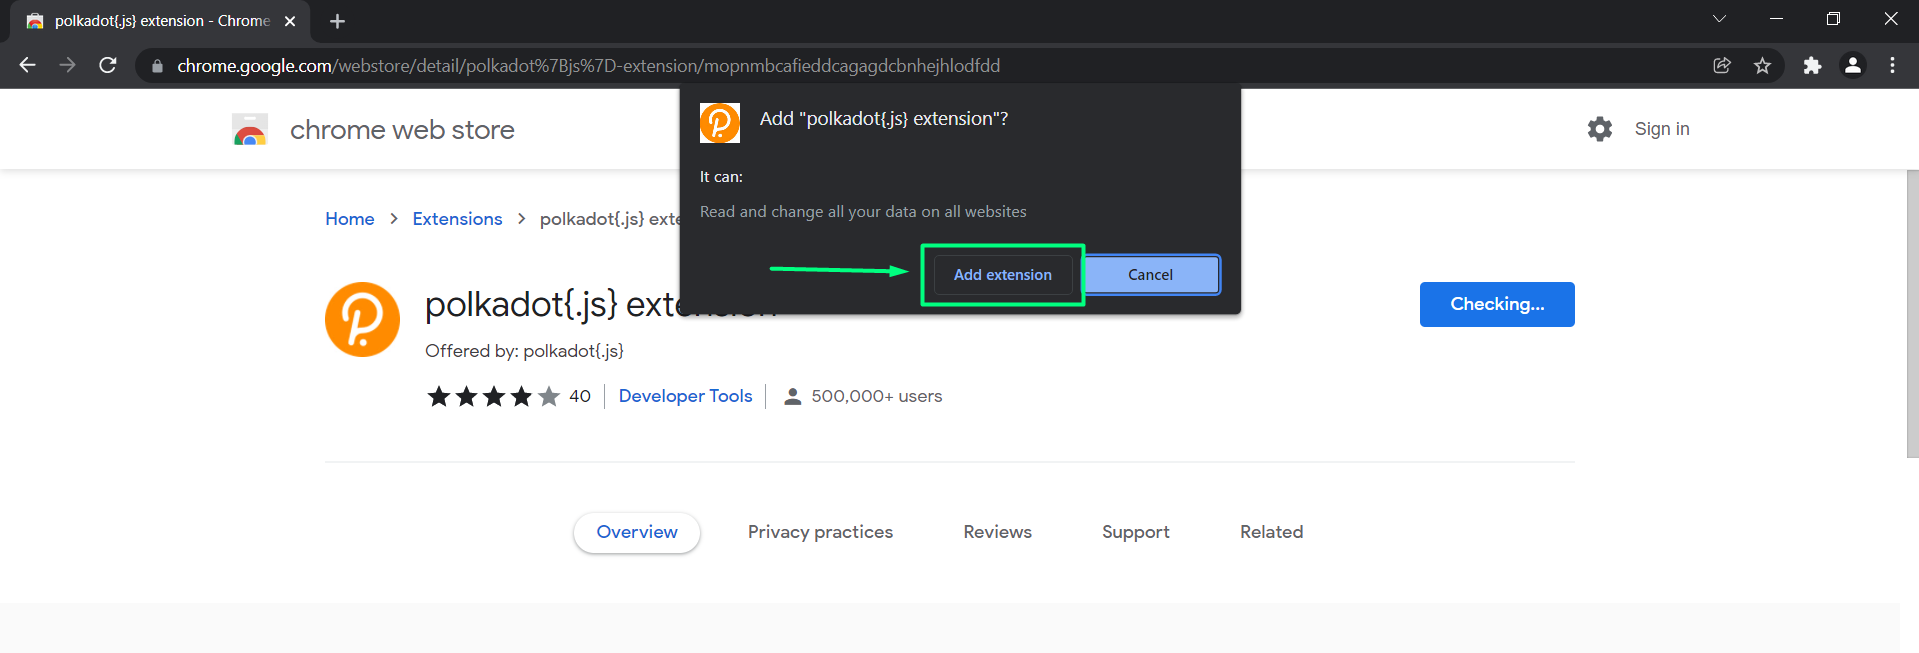 polkadot{.js} extension - Chrome
chrome.google.com/webstore/detail/polkadot%7Bjs%7D-extension/mopnmbcafieddcagagdcbnhejhlodfdd
chrome web store
Sign in
Add "polkadot{.js} extension"?
It can:
Read and change all your data on all websites
Add extension
Cancel
Home > Extensions > polkadot{.js} exte
polkadot{.js} extension
Checking...
Offered by: polkadot{.js}
40
Developer Tools
500,000+ users
Overview
Privacy practices
Reviews
Support
Related